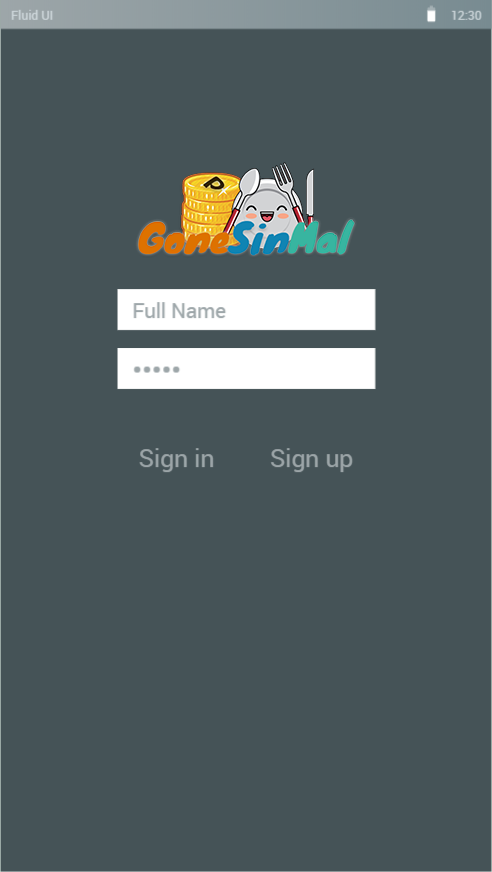 Fluid UI 12:30
GoneSinMal
Full Name
•••••
Sign in Sign up